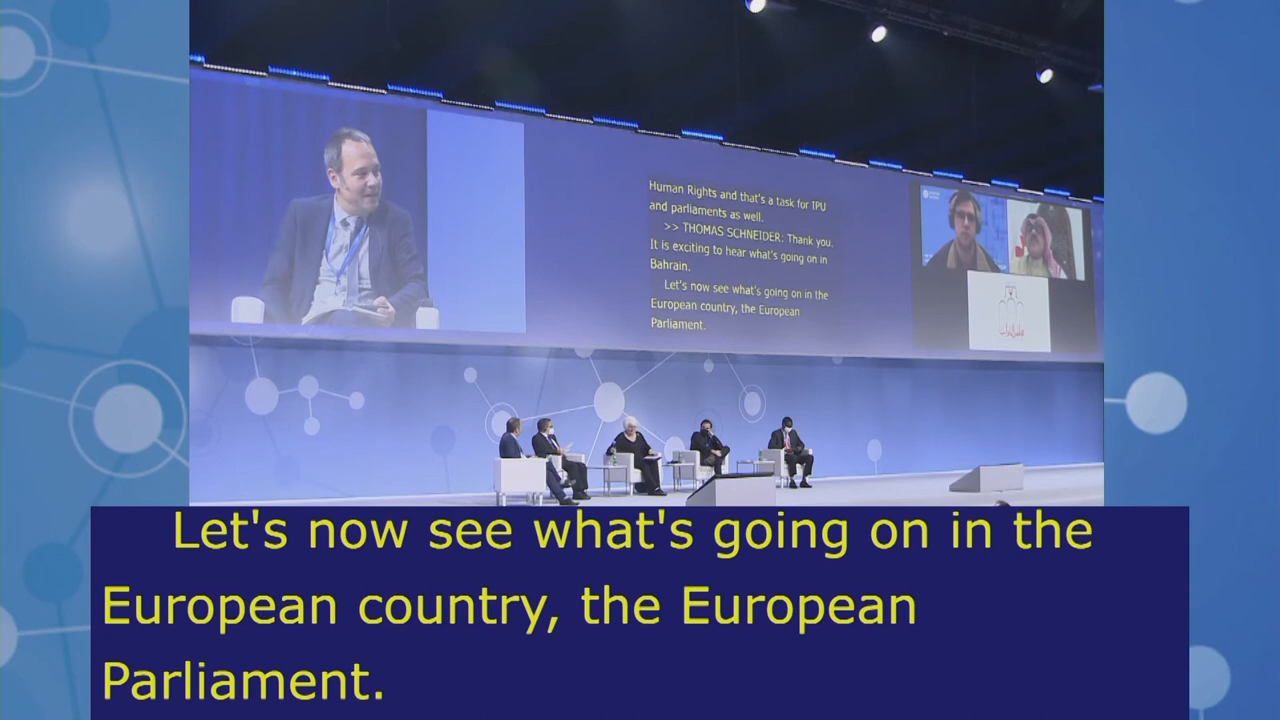 Human Rights and that's a task for IPU
and parliaments as well.
>> THOMAS SCHNEIDER: Thank you.
It is exciting to hear what's going on in
Bahrain.
Let's now see what's going on in the
European country, the European
Parliament.
Let's now see what's going on in the
European country, the European
Parliament.